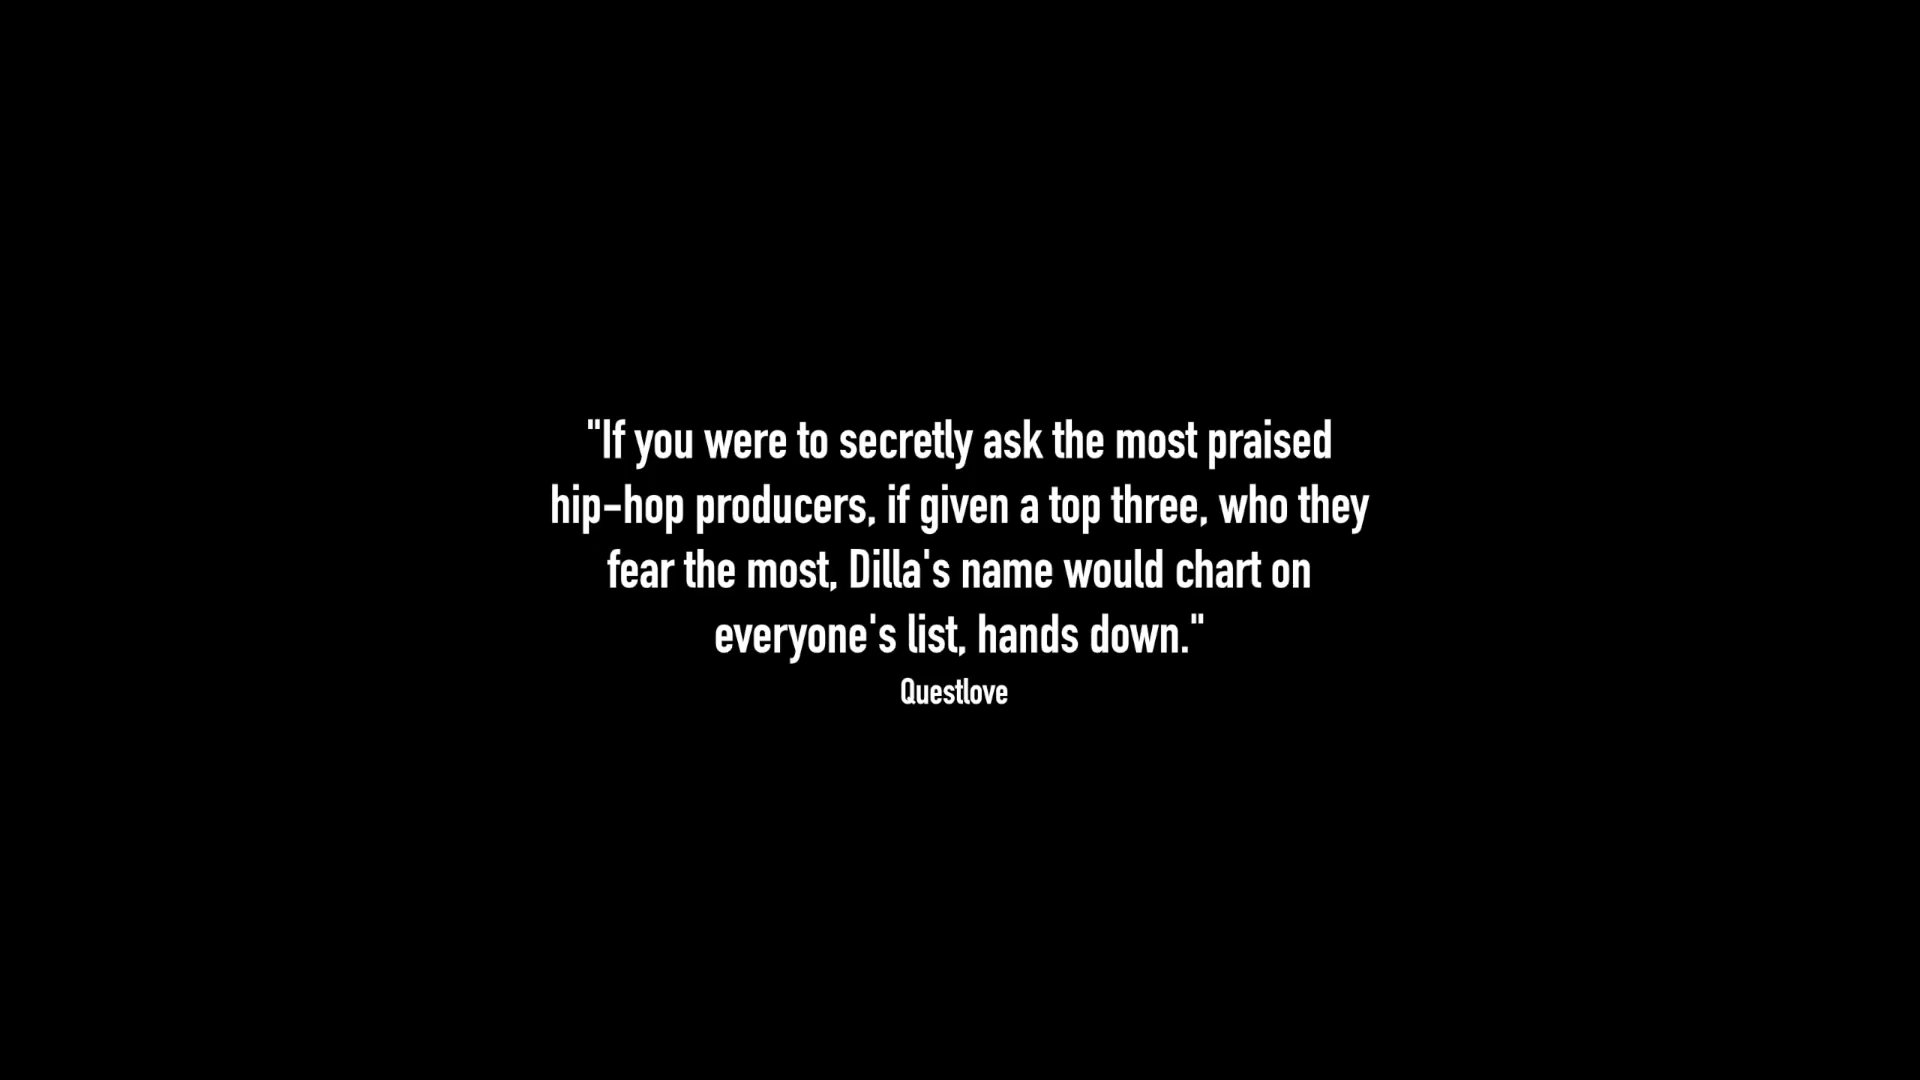 "If you were to secretly ask the most praised
hip-hop producers, if given a top three, who they
fear the most, Dilla's name would chart on
everyone's list, hands down."
Questlove